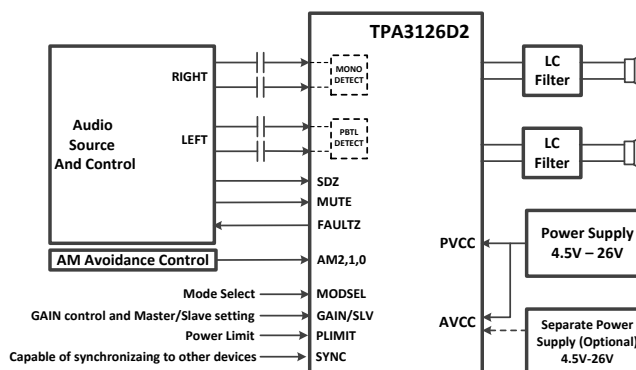 TPA3126D2
RIGHT
MONO
DETECT
LC
Filter
Audio
Source
And Control
LEFT
PBTL
DETECT
LC
Filter
SDZ
MUTE
FAULTZ
PVCC
Power Supply
4.5V – 26V
AM Avoidance Control
AM2,1,0
Mode Select
MODSEL
GAIN control and Master/Slave setting
GAIN/SLV
AVCC
Separate Power
Supply (Optional)
4.5V-26V
Power Limit
PLIMIT
Capable of synchronizaing to other devices
SYNC